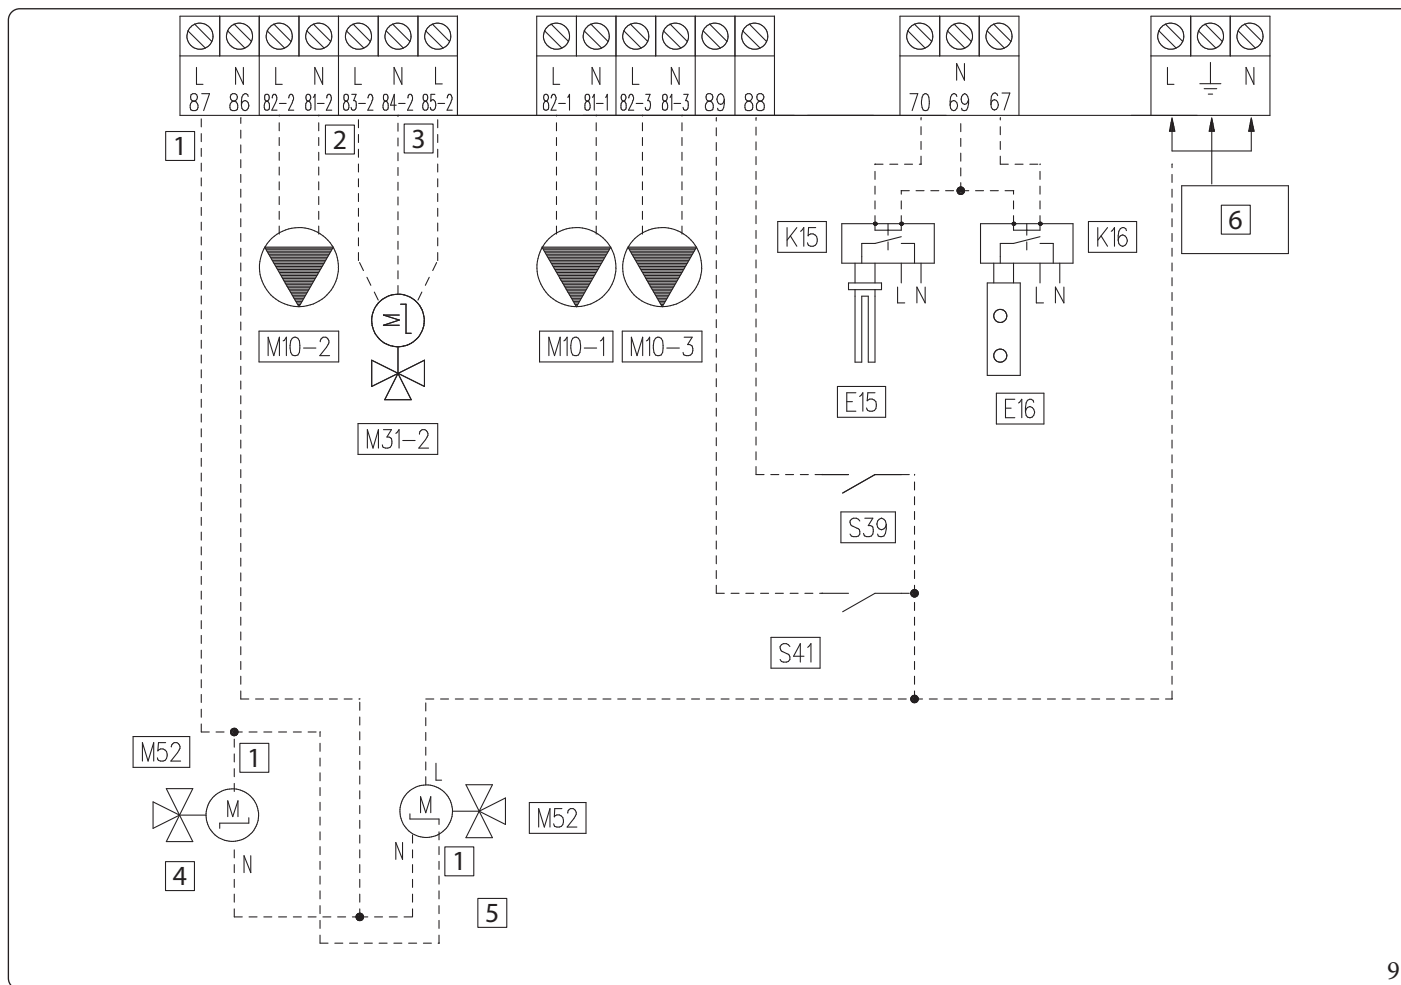 L N L N L N L
87 86 82-2 81-2 83-2 84-2 85-2
L N L N
82-1 81-1 82-3 81-3 89 88
N
70 69 67
L N
1
2
3
6
K15
K16
L N
L N
M
M10-2
M10-1
M10-3
E15
E16
M31-2
S39
S41
M52
1
L
M
M
M52
N
N
1
4
5
9